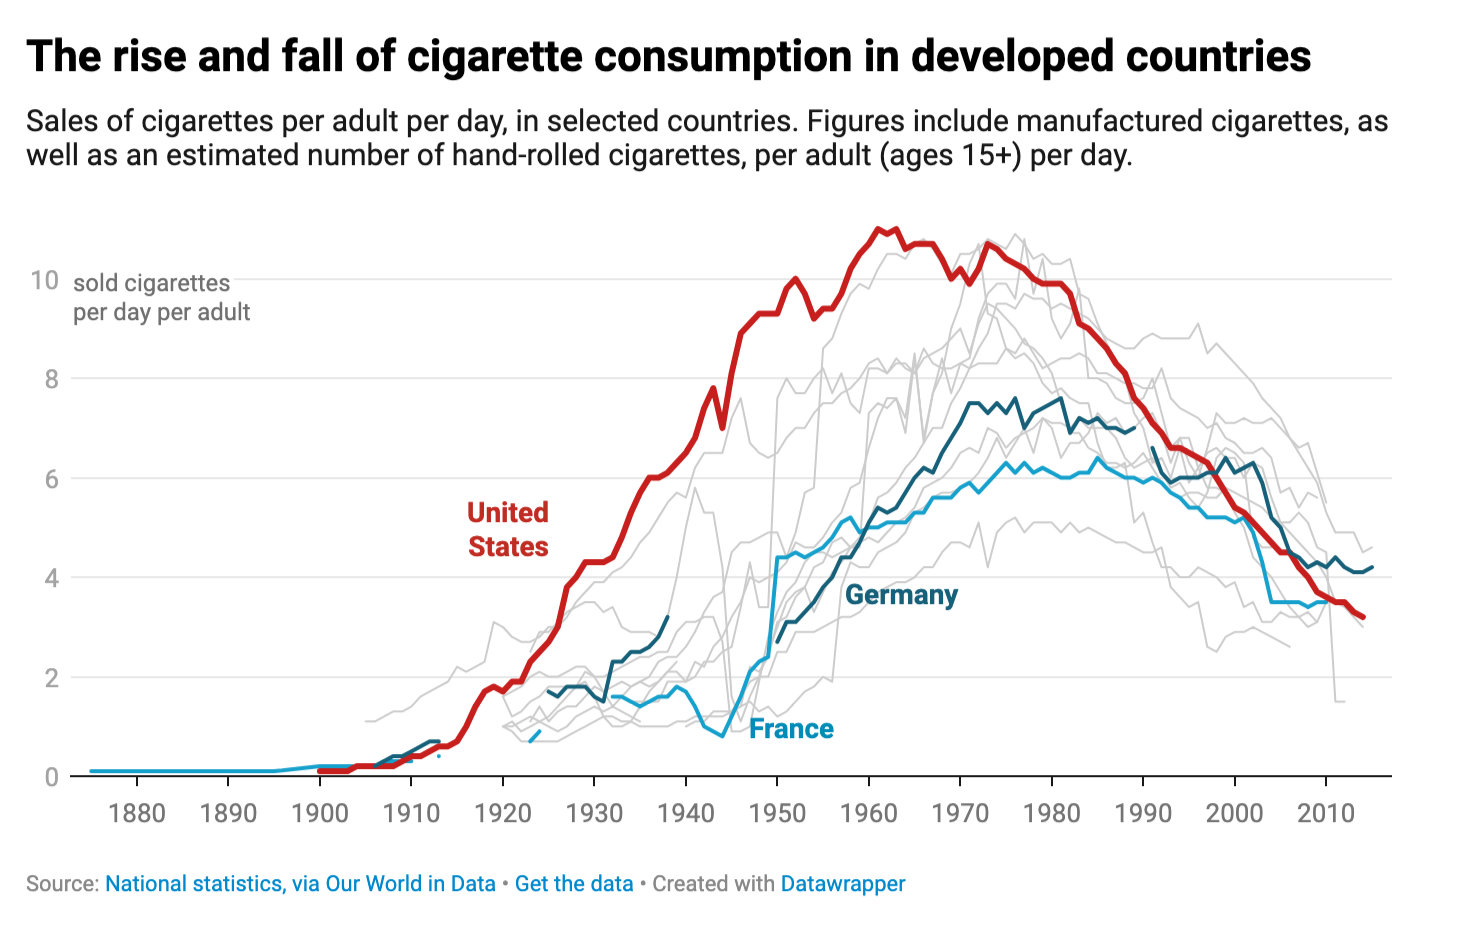 The rise and fall of cigarette consumption in developed countries
Sales of cigarettes per adult per day, in selected countries. Figures include manufactured cigarettes, as
well as an estimated number of hand-rolled cigarettes, per adult (ages 15+) per day.
10 sold cigarettes
per day per adult
8
6
4
2
0
United
States
Germany
France
1880 1890 1900 1910 1920 1930 1940 1950 1960 1970 1980 1990 2000 2010
Source: National statistics, via Our World in Data • Get the data • Created with Datawrapper